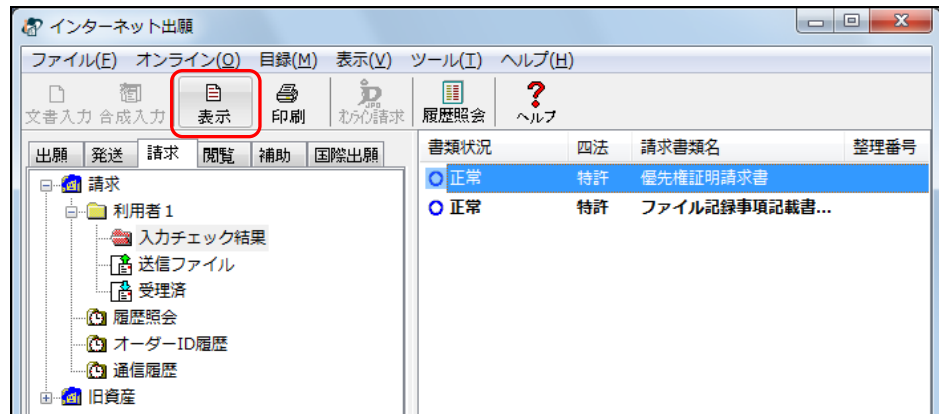 インターネット出願
ファイル(F) オンライン(O) 目録(M) 表示(V) ツール(T) ヘルプ(H)
文書入力 合成入力 表示 印刷 オンライン請求 履歴照会 ヘルプ
出願 発送 請求 閲覧 補助 国際出願
請求
利用者1
入力チェック結果
送信ファイル
受理済
履歴照会
オーダーID履歴
通信履歴
旧資産
書類状況 四法 請求書類名 整理番号
正常 特許 優先権証明請求書
正常 特許 ファイル記録事項記載書...